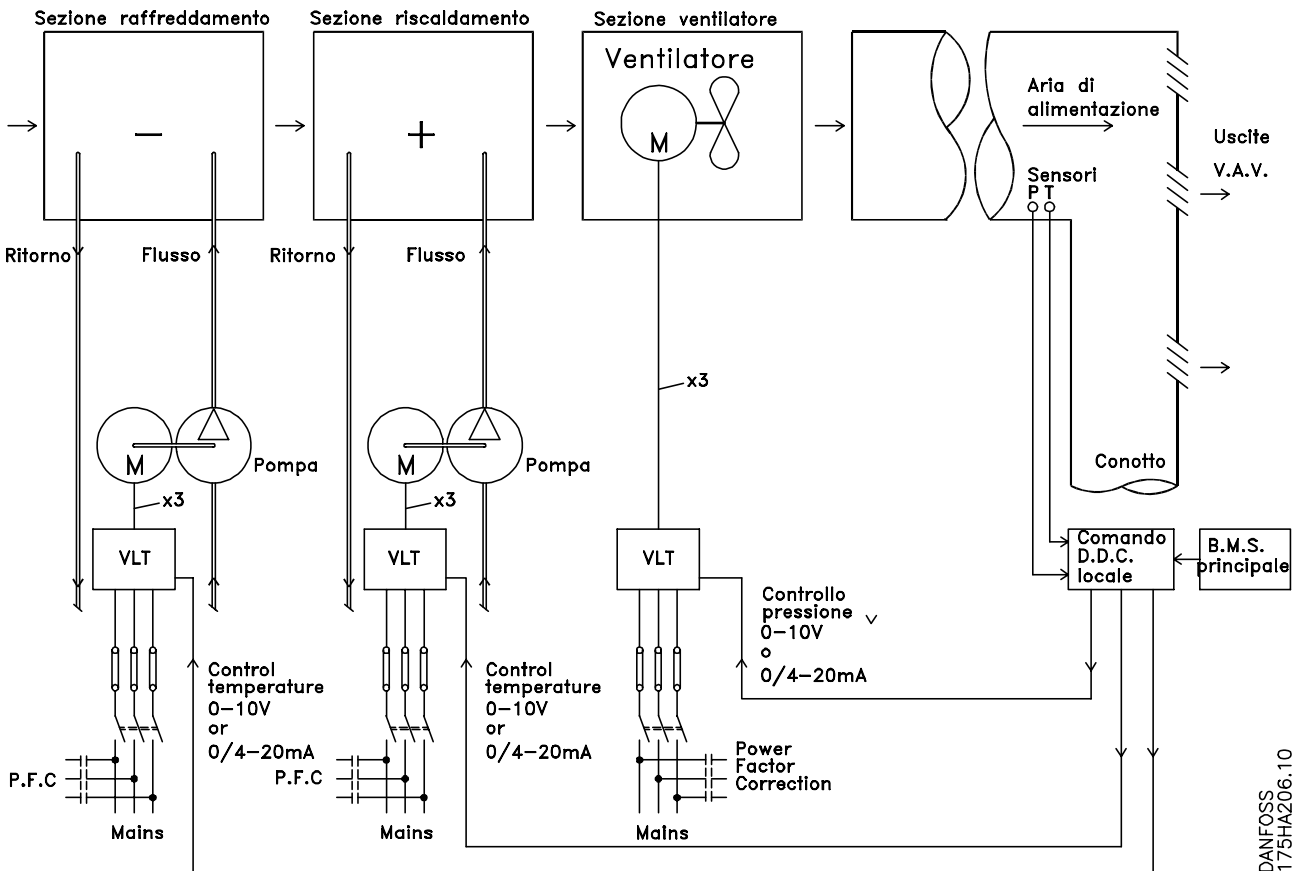 Sezione raffreddamento
Sezione riscaldamento
Sezione ventilatore
Ventilatore
M
−
+
Aria di
alimentazione
Uscite
V.A.V.
Sensori
P T
Ritorno
Flusso
Ritorno
Flusso
x3
M
Pompa
x3
M
Pompa
x3
Conotto
VLT
VLT
VLT
Comando
D.D.C.
locale
B.M.S.
principale
Controllo
pressione
0−10V
o
0/4−20mA
Control
temperature
0−10V
or
0/4−20mA
Control
temperature
0−10V
or
0/4−20mA
P.F.C
P.F.C
Power
Factor
Correction
Mains
Mains
Mains
DANFOSS
175HA206.10